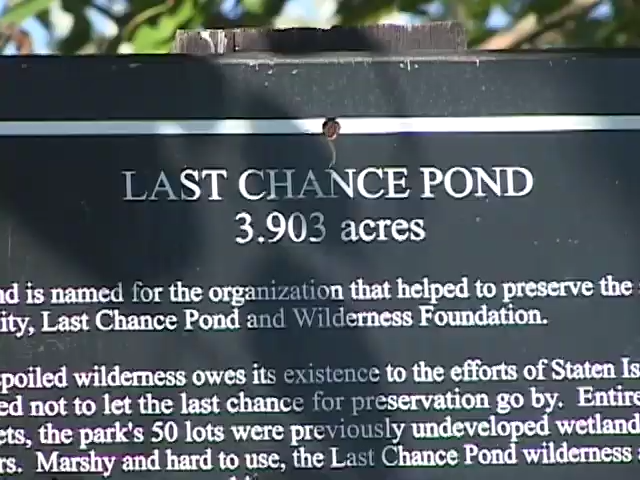 LAST CHANCE POND
3.903 acres
nd is named for the organization that helped to preserve the
ity, Last Chance Pond and Wilderness Foundation.
poiled wilderness owes its existence to the efforts of Staten Is
ed not to let the last chance for preservation go by. Entire
ets, the park's 50 lots were previously undeveloped wetland
rs. Marshy and hard to use, the Last Chance Pond wilderness